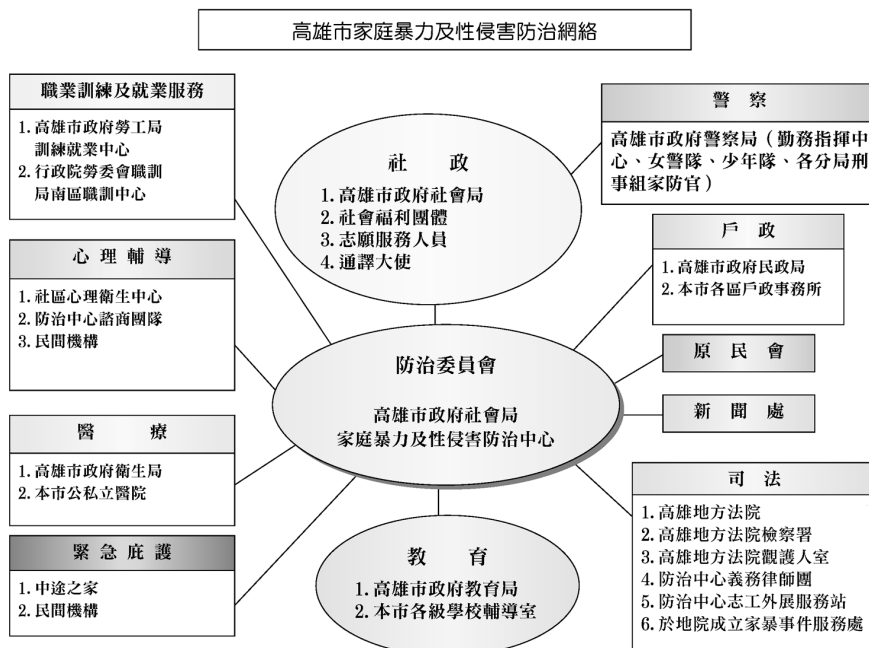 高雄市家庭暴力及性侵害防治網絡
職業訓練及就業服務
1.高雄市政府勞工局
訓練就業中心
2.行政院勞委會職訓
局南區職訓中心
社政
1.高雄市政府社會局
2.社會福利團體
3.志願服務人員
4.通譯大使
警察
高雄市政府警察局(勤務指揮中
心、女警隊、少年隊、各分局刑
事組家防官)
心理輔導
1.社區心理衛生中心
2.防治中心諮商團隊
3.民間機構
戶政
1.高雄市政府民政局
2.本市各區戶政事務所
防治委員會
高雄市政府社會局
家庭暴力及性侵害防治中心
原民會
新聞處
醫療
1.高雄市政府衛生局
2.本市公私立醫院
司法
1.高雄地方法院
2.高雄地方法院檢察署
3.高雄地方法院觀護人室
4.防治中心義務律師團
5.防治中心志工外展服務站
6.於地院成立家暴事件服務處
緊急庇護
1.中途之家
2.民間機構
教育
1.高雄市政府教育局
2.本市各級學校輔導室